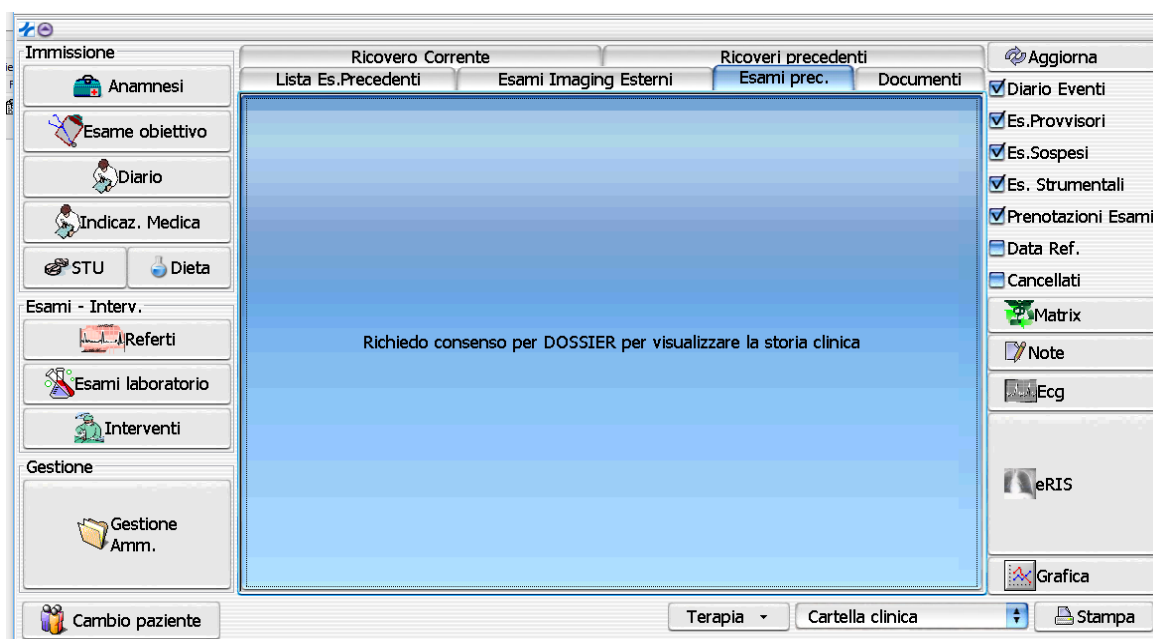 Immissione
Anamnesi
Esame obiettivo
Diario
Indicaz. Medica
STU
Dieta
Esami - Interv.
Referti
Esami laboratorio
Interventi
Gestione
Gestione
Amm.
Cambio paziente
Ricovero Corrente
Ricoveri precedenti
Lista Es.Precedenti
Esami Imaging Esterni
Esami prec.
Documenti
Richiedo consenso per DOSSIER per visualizzare la storia clinica
Aggiorna
Diario Eventi
Es.Provvisori
Es.Sospesi
Es. Strumentali
Prenotazioni Esami
Data Ref.
Cancellati
Matrix
Note
Ecg
eRIS
Grafica
Terapia
Cartella clinica
Stampa